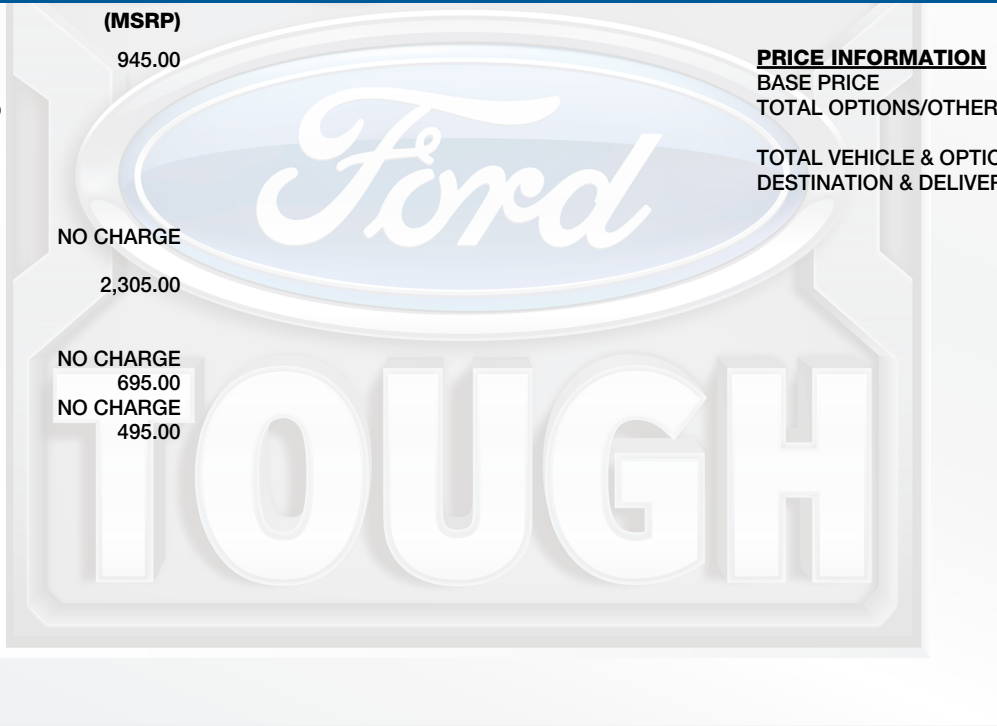 (MSRP)
945.00
NO CHARGE
2,305.00
NO CHARGE
695.00
NO CHARGE
495.00
PRICE INFORMATION
BASE PRICE
TOTAL OPTIONS/OTHER
TOTAL VEHICLE & OPTIO
DESTINATION & DELIVER
Ford
TOUGH